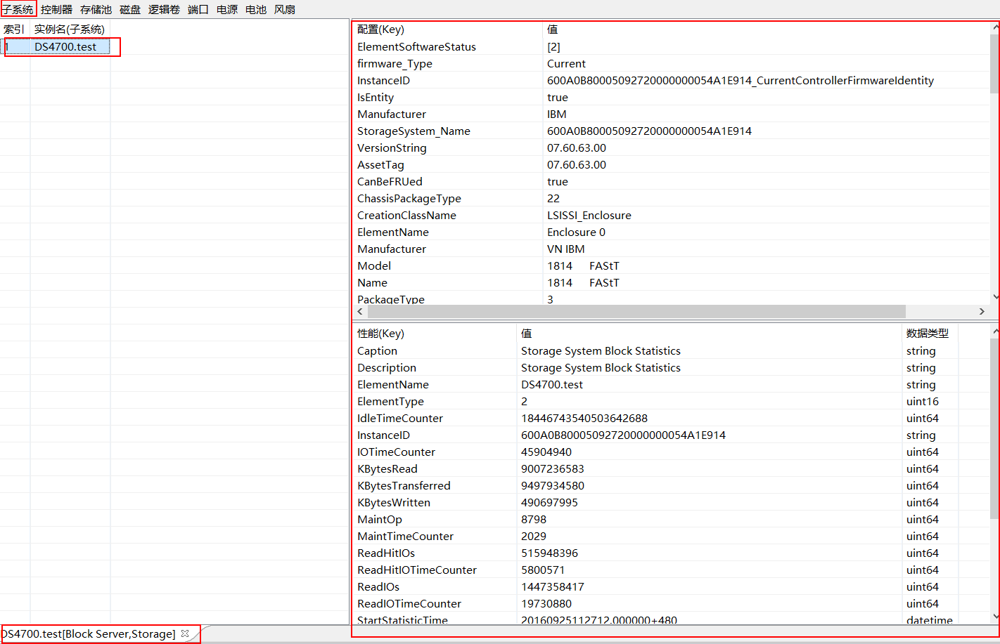 子系统 控制器 存储池 磁盘 逻辑卷 端口 电源 电池 风扇
索引 实例名(子系统)
1 DS4700.test
配置(Key) 值
ElementSoftwareStatus [2]
firmware_Type Current
InstanceID 600A0B80005092720000000054A1E914_CurrentControllerFirmwareIdentity
IsEntity true
Manufacturer IBM
StorageSystem_Name 600A0B80005092720000000054A1E914
VersionString 07.60.63.00
AssetTag 07.60.63.00
CanBeFRUed true
ChassisPackageType 22
CreationClassName LSISSI_Enclosure
ElementName Enclosure 0
Manufacturer VN IBM
Model 1814 FAStT
Name 1814 FAStT
PackageType 3
性能(Key) 值 数据类型
Caption Storage System Block Statistics string
Description Storage System Block Statistics string
ElementName DS4700.test string
ElementType 2 uint16
IdleTimeCounter 18446743540503642688 uint64
InstanceID 600A0B80005092720000000054A1E914 string
IOTimeCounter 45904940 uint64
KBytesRead 9007236583 uint64
KBytesTransferred 9497934580 uint64
KBytesWritten 490697995 uint64
MaintOp 8798 uint64
MaintTimeCounter 2029 uint64
ReadHitIOs 515948396 uint64
ReadHitIOTimeCounter 5800571 uint64
ReadIOs 1447358417 uint64
ReadIOTimeCounter 19730880 uint64
StartStatisticTime 20160925112712.000000+480 datetime
DS4700.test[Block Server,Storage]